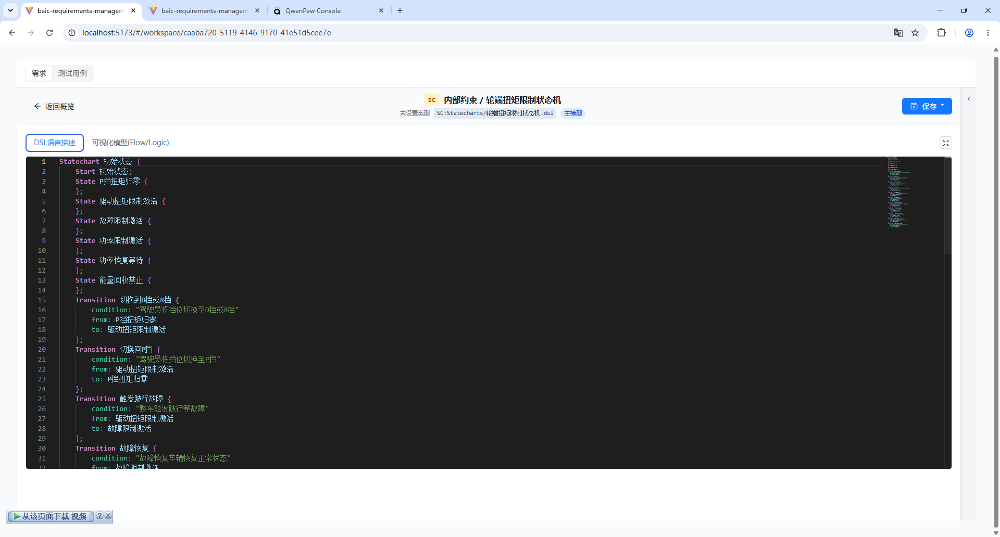 baic-requirements-managem
baic-requirements-managem
QwenPaw Console
localhost:5173/#/workspace/caaba720-5119-4146-9170-41e51d5cee7e
需求
测试用例
返回概览
SC 内部约束 / 轮端扭矩限制状态机
未设置类型 SC:Statecharts/轮端扭矩限制状态机.dsl 主模型
保存 *
DSL语言描述
可视化模型(Flow/Logic)
1 Statechart 初始状态 {
2 Start 初始状态;
3 State P挡扭矩归零 {
4 };
5 State 驱动扭矩限制激活 {
6 };
7 State 故障限制激活 {
8 };
9 State 功率限制激活 {
10 };
11 State 功率恢复等待 {
12 };
13 State 能量回收禁止 {
14 };
15 Transition 切换到D挡或R挡 {
16 condition: "驾驶员将挡位切换至D挡或R挡"
17 from: P挡扭矩归零
18 to: 驱动扭矩限制激活
19 };
20 Transition 切换回P挡 {
21 condition: "驾驶员将挡位切换至P挡"
22 from: 驱动扭矩限制激活
23 to: P挡扭矩归零
24 };
25 Transition 触发跛行故障 {
26 condition: "整车触发跛行等故障"
27 from: 驱动扭矩限制激活
28 to: 故障限制激活
29 };
30 Transition 故障恢复 {
31 condition: "故障恢复车辆恢复正常状态"
32 from: 故障限制激活
从该页面下载 视频